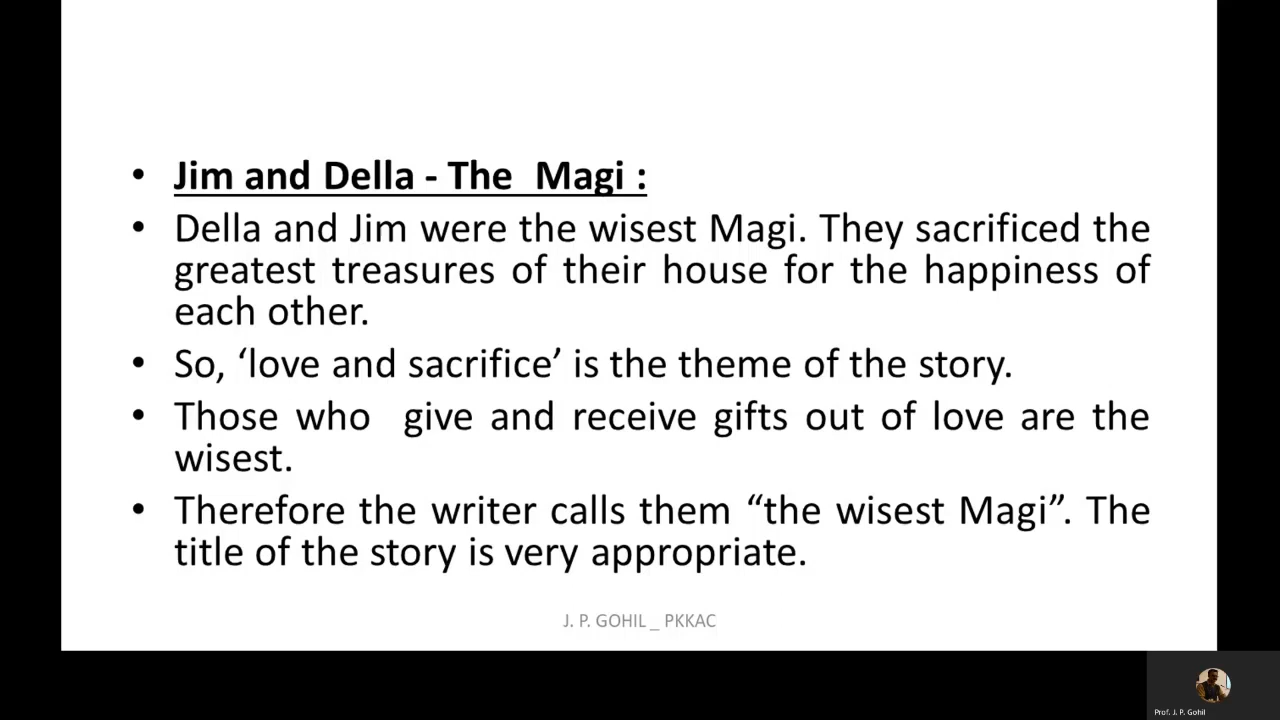 • Jim and Della - The  Magi :
• Della and Jim were the wisest Magi. They sacrificed the
greatest treasures of their house for the happiness of
each other.
• So, ‘love and sacrifice’ is the theme of the story.
• Those who  give and receive gifts out of love are the
wisest.
• Therefore the writer calls them “the wisest Magi”. The
title of the story is very appropriate.
J. P. GOHIL _ PKKAC
Prof. J. P. Gohil